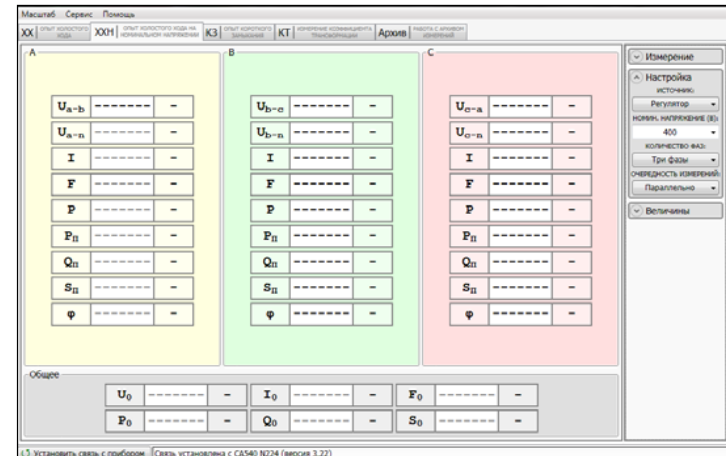 Масштаб Сервис Помощь
ХХ ОПЫТ ХОЛОСТОГО ХОДА ХХН ОПЫТ ХОЛОСТОГО ХОДА НА НОМИНАЛЬНОМ НАПРЯЖЕНИИ КЗ ОПЫТ КОРОТКОГО ЗАМЫКАНИЯ КТ ИЗМЕРЕНИЕ КОЭФФИЦИЕНТА ТРАНСФОРМАЦИИ Архив РАБОТА С АРХИВОМ ИЗМЕРЕНИЙ
A B C
Ua-b ------- - Ub-c ------- - Uc-a ------- -
Ua-n ------- - Ub-n ------- - Uc-n ------- -
I ------- - I ------- - I ------- -
F ------- - F ------- - F ------- -
P ------- - P ------- - P ------- -
Pп ------- - Pп ------- - Pп ------- -
Qп ------- - Qп ------- - Qп ------- -
Sп ------- - Sп ------- - Sп ------- -
φ ------- - φ ------- - φ ------- -
Общее
U0 ------- - I0 ------- - F0 ------- -
P0 ------- - Q0 ------- - S0 ------- -
Измерение
Настройка
ИСТОЧНИК:
Регулятор
НОМИН. НАПРЯЖЕНИЕ (В):
400
КОЛИЧЕСТВО ФАЗ:
Три фазы
ОЧЕРЕДНОСТЬ ИЗМЕРЕНИЙ:
Параллельно
Величины
Установить связь с прибором Связь установлена с СА540 N224 (версия 3.22)